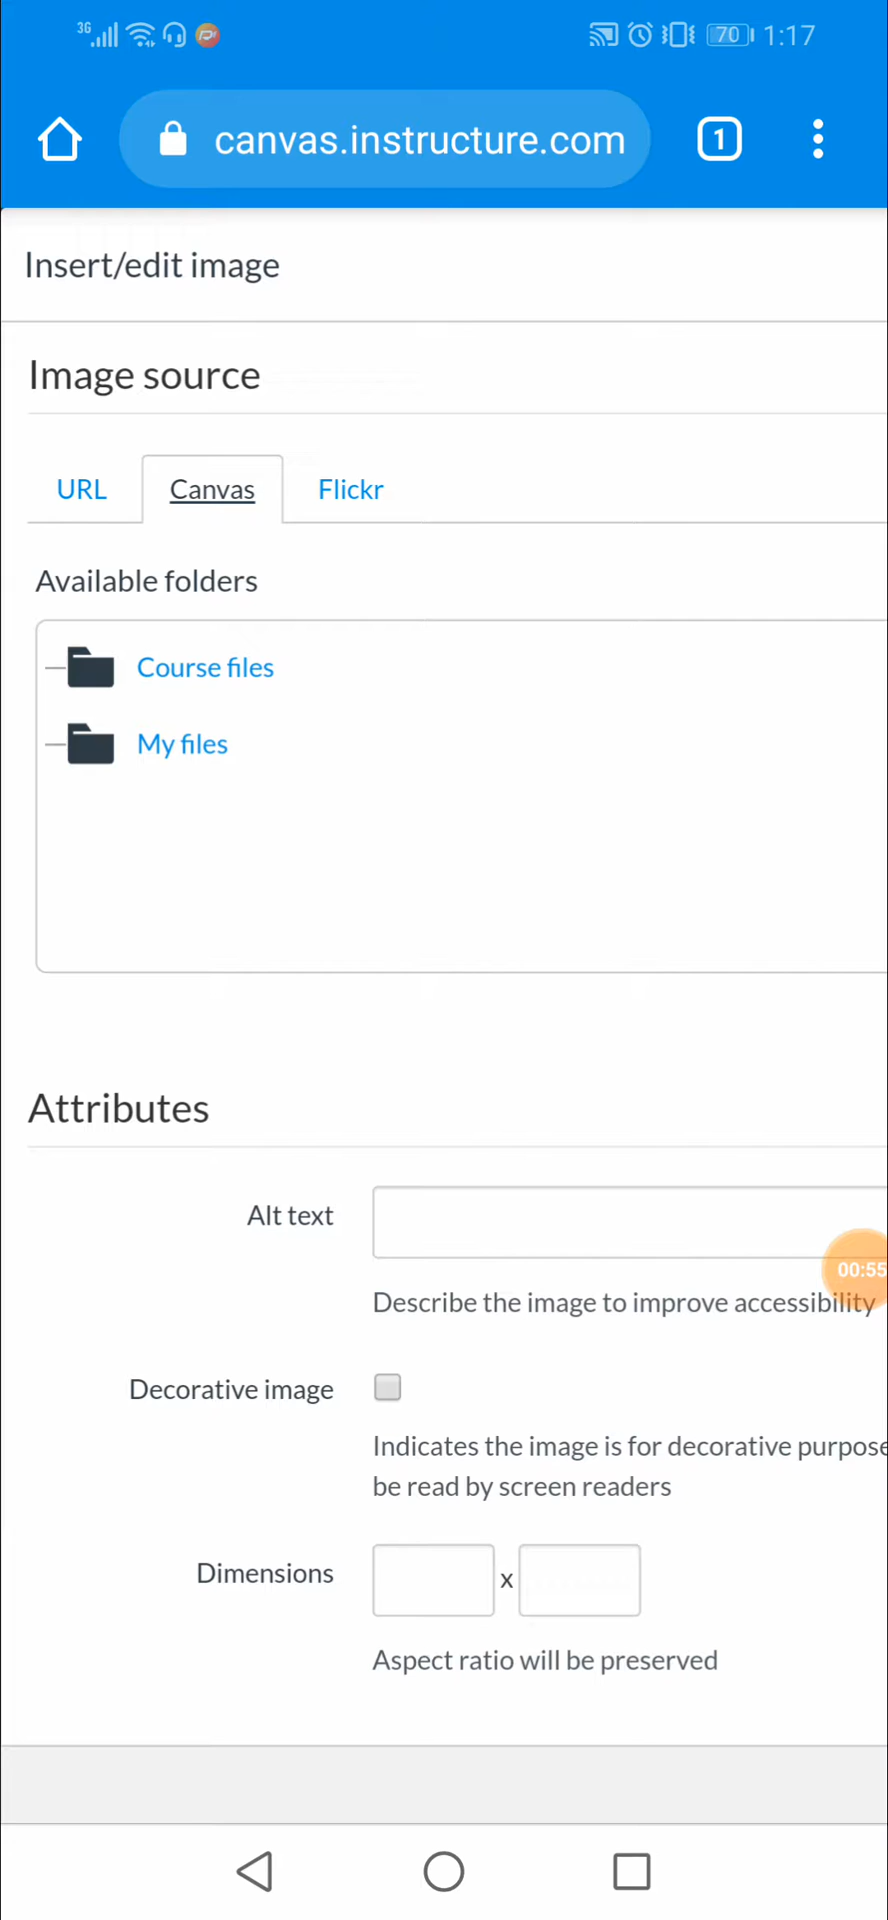 3G 70 1:17
canvas.instructure.com 1
Insert/edit image
Image source
URL Canvas Flickr
Available folders
Course files
My files
Attributes
Alt text
00:55
Describe the image to improve accessibility
Decorative image
Indicates the image is for decorative purpose
be read by screen readers
Dimensions x
Aspect ratio will be preserved